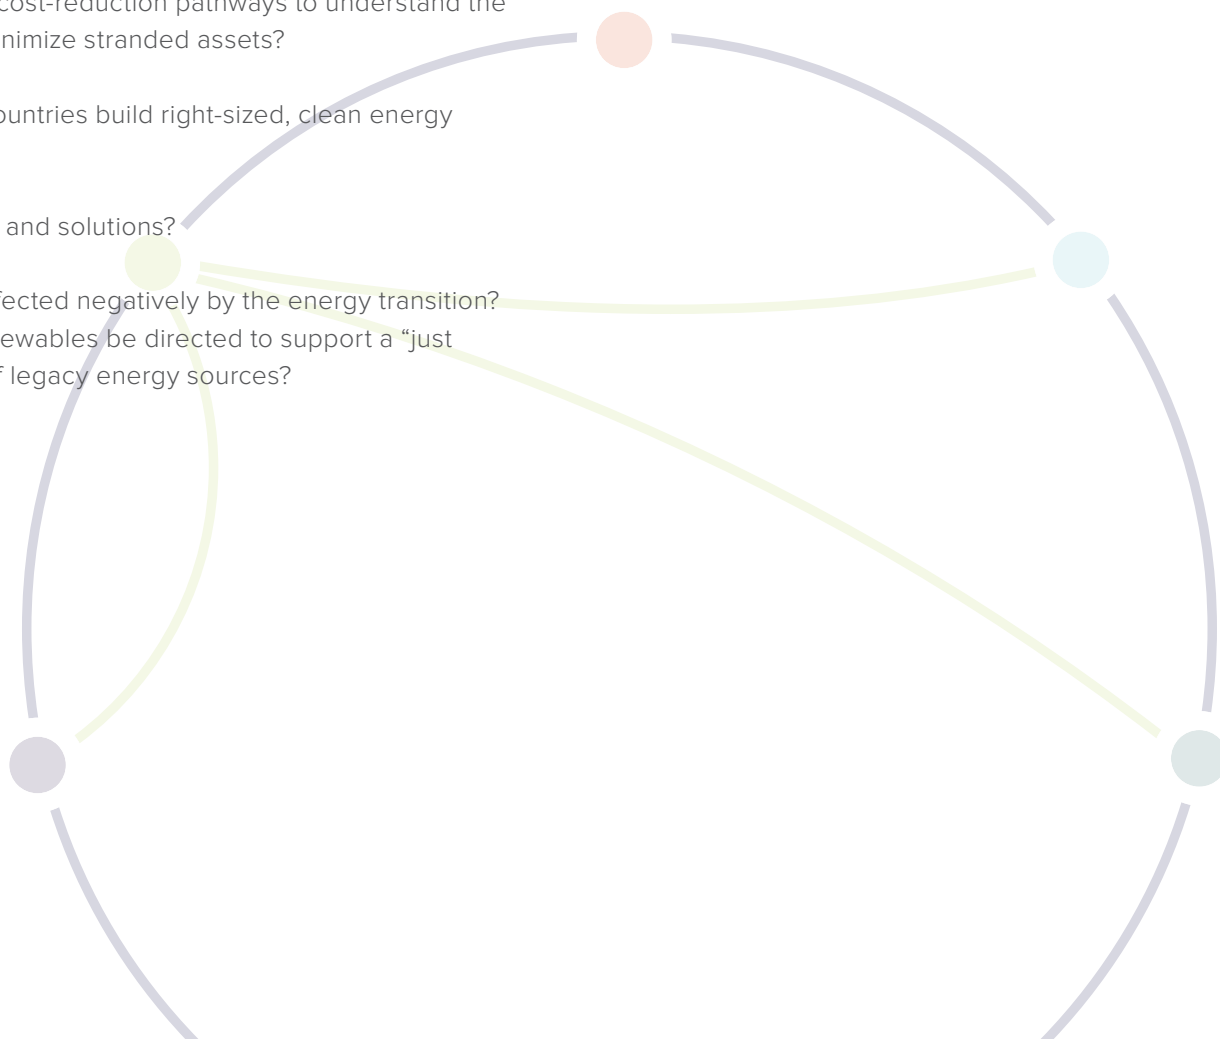 cost-reduction pathways to understand the
nimize stranded assets?
ountries build right-sized, clean energy
and solutions?
fected negatively by the energy transition?
ewables be directed to support a “just
f legacy energy sources?